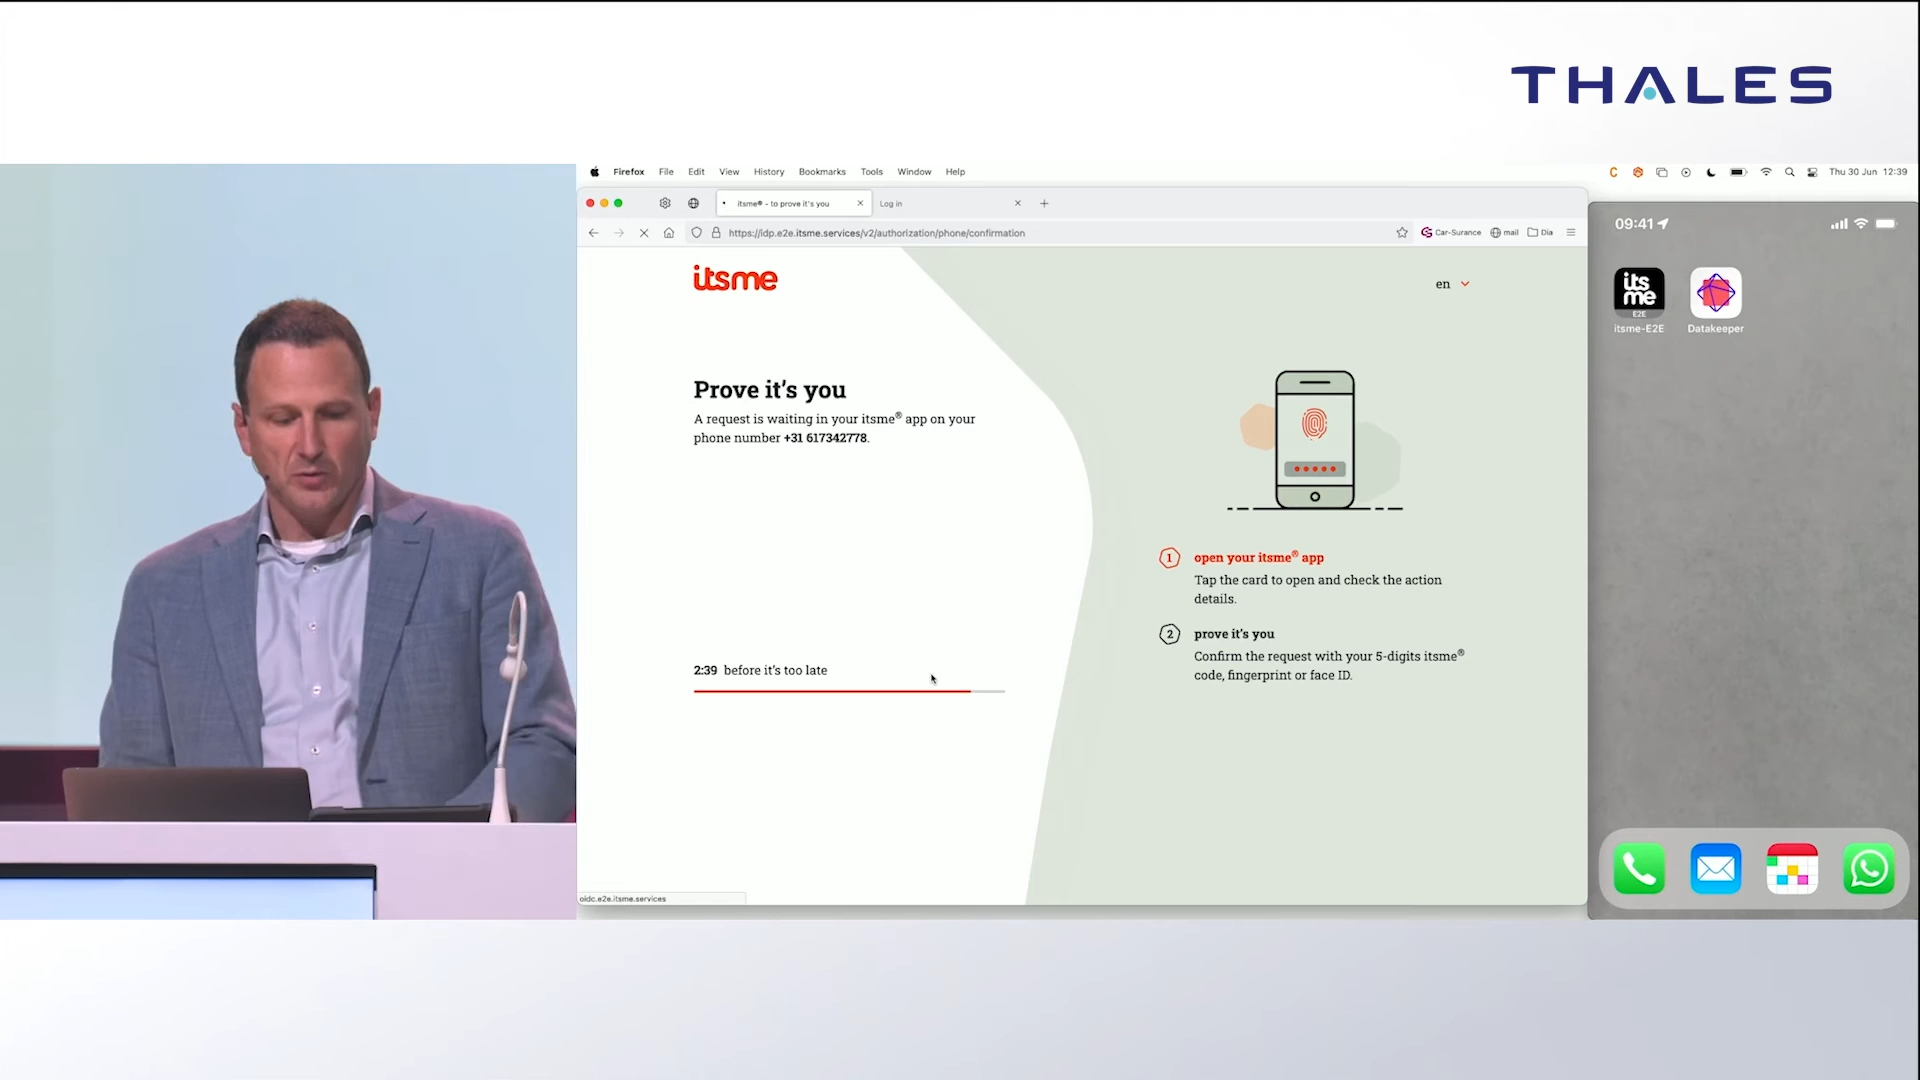 THALES
Firefox File Edit View History Bookmarks Tools Window Help
Thu 30 Jun 12:39
itsme® - to prove it's you
Log in
https://idp.e2e.itsme.services/v2/authorization/phone/confirmation
Car-Surance mail Dia
itsme
en
Prove it's you
A request is waiting in your itsme® app on your
phone number +31 617342778.
2:39 before it's too late
1 open your itsme® app
Tap the card to open and check the action
details.
2 prove it's you
Confirm the request with your 5-digits itsme®
code, fingerprint or face ID.
oidc.e2e.itsme.services
09:41
its
me
E2E
itsme-E2E Datakeeper